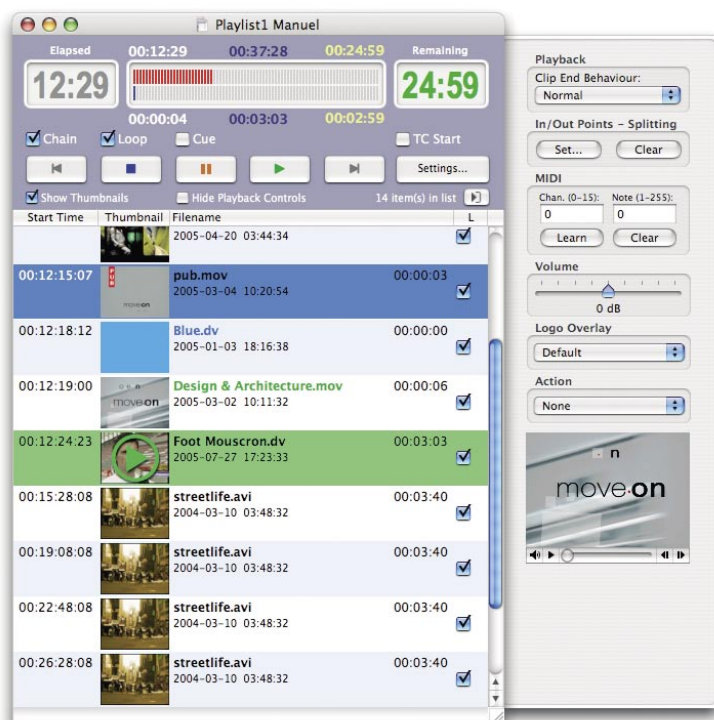 Playlist1 Manuel
Elapsed 00:12:29 00:37:28 00:24:59 Remaining
12:29 24:59
00:00:04 00:03:03 00:02:59
Chain Loop Cue TC Start
Settings...
Show Thumbnails Hide Playback Controls 14 item(s) in list
Start Time Thumbnail Filename L
2005-04-20 03:44:34
00:12:15:07 PUB pub.mov 00:00:03
move·on 2005-03-04 10:20:54
00:12:18:12 Blue.dv 00:00:00
2005-01-03 18:16:38
00:12:19:00 Design & Architecture.mov 00:00:06
move·on 2005-03-02 10:11:32
00:12:24:23 Foot Mouscron.dv 00:03:03
2005-07-27 17:23:33
00:15:28:08 streetlife.avi 00:03:40
2004-03-10 03:48:32
00:19:08:08 streetlife.avi 00:03:40
2004-03-10 03:48:32
00:22:48:08 streetlife.avi 00:03:40
2004-03-10 03:48:32
00:26:28:08 streetlife.avi 00:03:40
2004-03-10 03:48:32
Playback
Clip End Behaviour:
Normal
In/Out Points - Splitting
Set... Clear
MIDI
Chan. (0-15): Note (1-255):
0 0
Learn Clear
Volume
0 dB
Logo Overlay
Default
Action
None
n
move·on